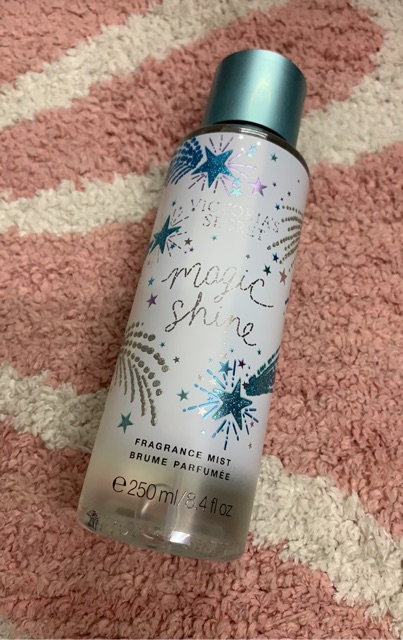 VICTORIA'S
SECRET
magic
shine
FRAGRANCE MIST
BRUME PARFUMÉE
℮ 250 ml/8.4 fl oz